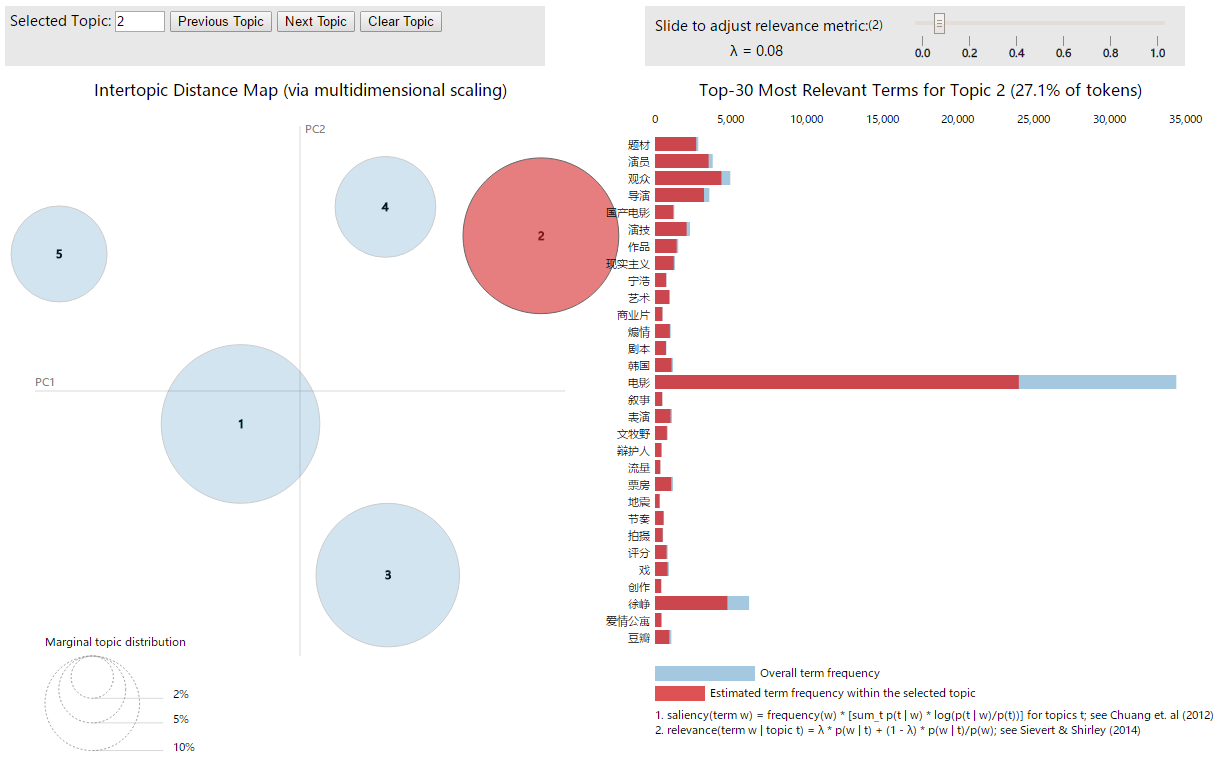 Selected Topic: 2 Previous Topic Next Topic Clear Topic
Slide to adjust relevance metric:(2)
λ = 0.08
0.0 0.2 0.4 0.6 0.8 1.0
Intertopic Distance Map (via multidimensional scaling)
PC2
PC1
5
4
2
1
3
Marginal topic distribution
2%
5%
10%
Top-30 Most Relevant Terms for Topic 2 (27.1% of tokens)
0 5,000 10,000 15,000 20,000 25,000 30,000 35,000
题材
演员
观众
导演
国产电影
演技
作品
现实主义
宁浩
艺术
商业片
煽情
剧本
韩国
电影
叙事
表演
文牧野
辩护人
流量
票房
地震
节奏
拍摄
评分
戏
创作
徐峥
爱情公寓
豆瓣
Overall term frequency
Estimated term frequency within the selected topic
1. saliency(term w) = frequency(w) * [sum_t p(t | w) * log(p(t | w)/p(t))] for topics t; see Chuang et. al (2012)
2. relevance(term w | topic t) = λ * p(w | t) + (1 - λ) * p(w | t)/p(w); see Sievert & Shirley (2014)